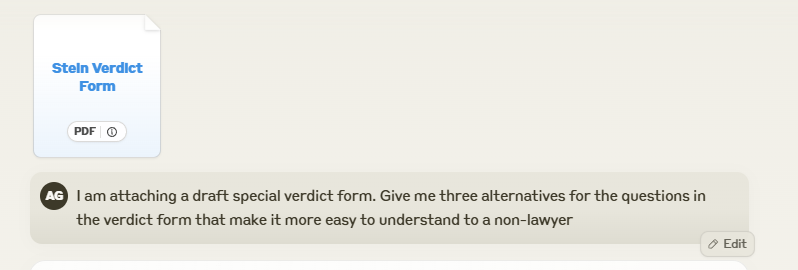 Stein Verdict
Form
PDF
AG
I am attaching a draft special verdict form. Give me three alternatives for the questions in
the verdict form that make it more easy to understand to a non-lawyer
Edit